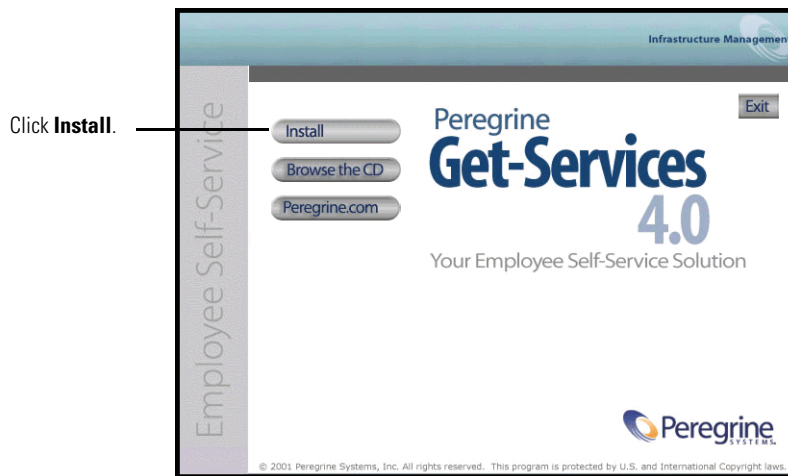 Infrastructure Management
Employee Self-Service
Click Install.
Install
Browse the CD
Peregrine.com
Exit
Peregrine
Get-Services
4.0
Your Employee Self-Service Solution
Peregrine
SYSTEMS
© 2001 Peregrine Systems, Inc. All rights reserved. This program is protected by U.S. and International Copyright laws.